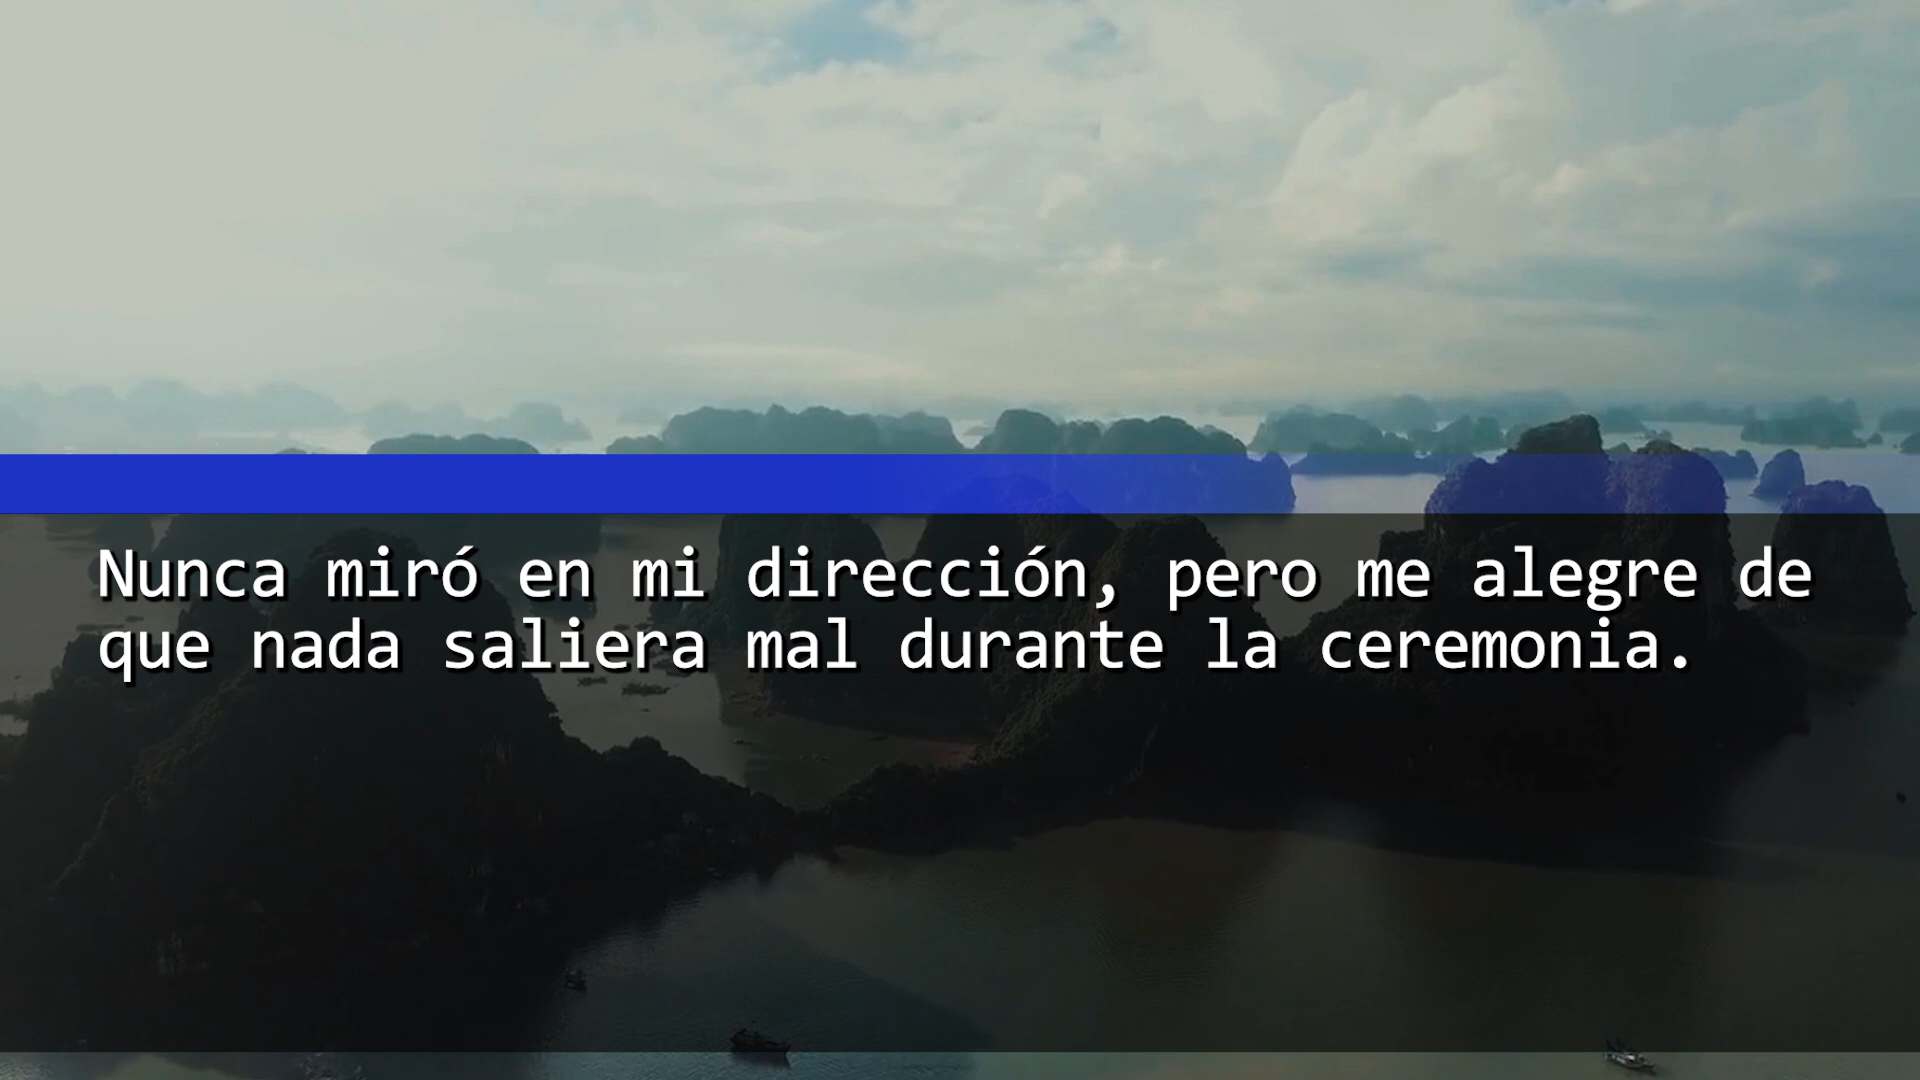 Nunca miró en mi dirección, pero me alegre de
que nada saliera mal durante la ceremonia.